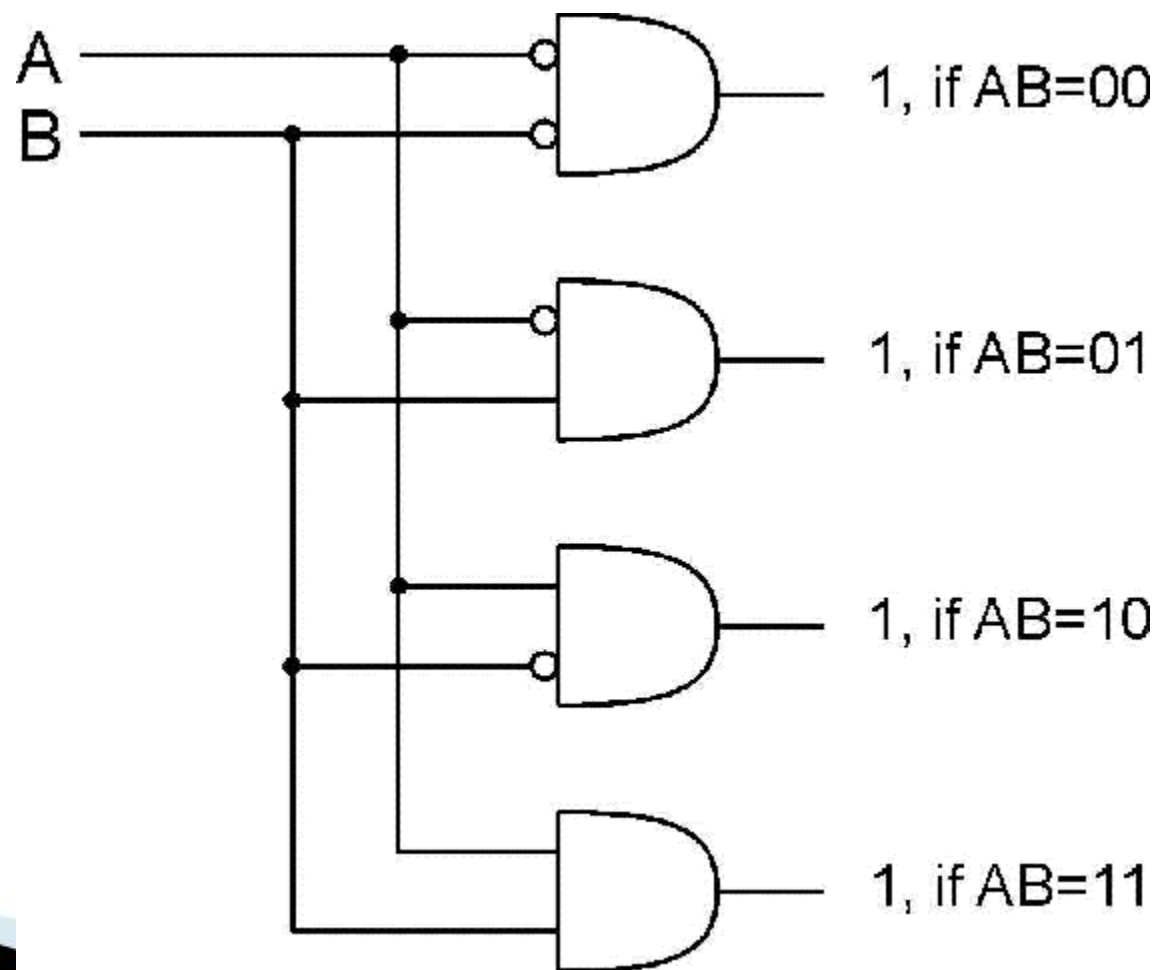 A
B
1, if AB=00
1, if AB=01
1, if AB=10
1, if AB=11